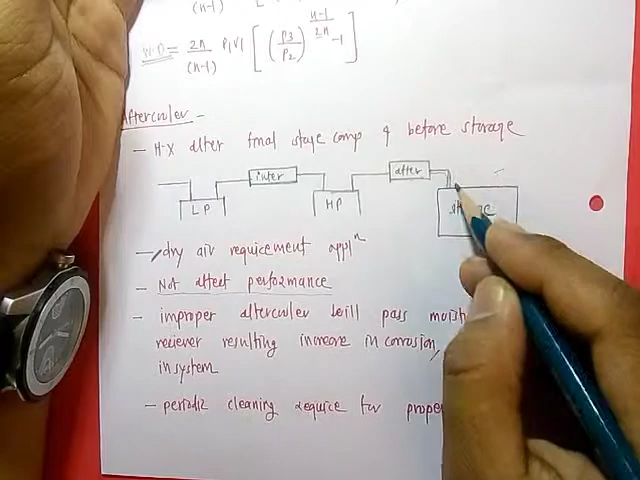 (n-1)
W.D = 2n/(n-1) P1V1 [ (P3/P2)^(n-1/2n) -1 ]
Aftercooler -
- H-X after final stage comp & before storage
LP inter HP after
- dry air requirement appln
- Not affect performance
- improper aftercooler will pass moist
reciever resulting increase in corrosion,
in system
- periodic cleaning require for proper